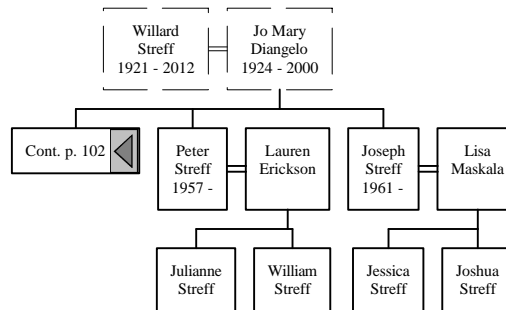 Willard
Streff
1921 - 2012
Jo Mary
Diangelo
1924 - 2000
Cont. p. 102
Peter
Streff
1957 -
Lauren
Erickson
Joseph
Streff
1961 -
Lisa
Maskala
Julianne
Streff
William
Streff
Jessica
Streff
Joshua
Streff